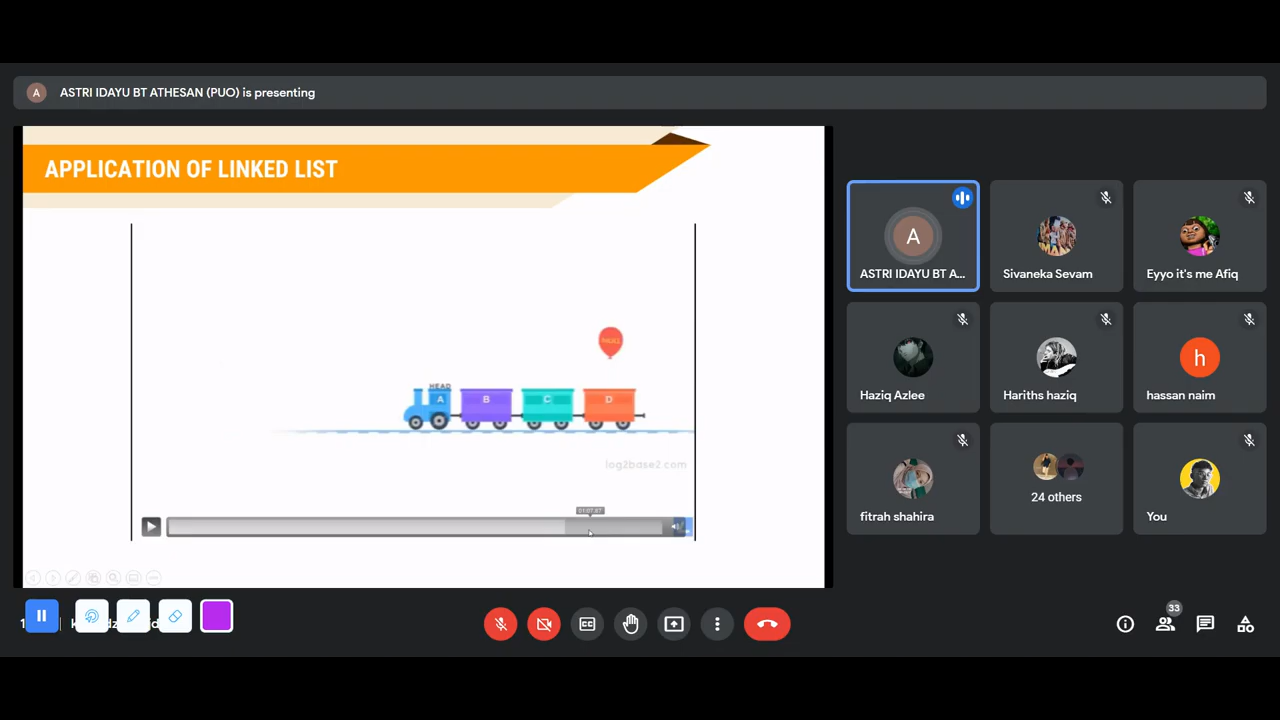 A ASTRI IDAYU BT ATHESAN (PUO) is presenting
APPLICATION OF LINKED LIST
HEAD
A B C D
log2base2.com
A
ASTRI IDAYU BT A...
Sivaneka Sevam
Eyyo it's me Afiq
Haziq Azlee
Hariths haziq
h
hassan naim
fitrah shahira
24 others
You
33